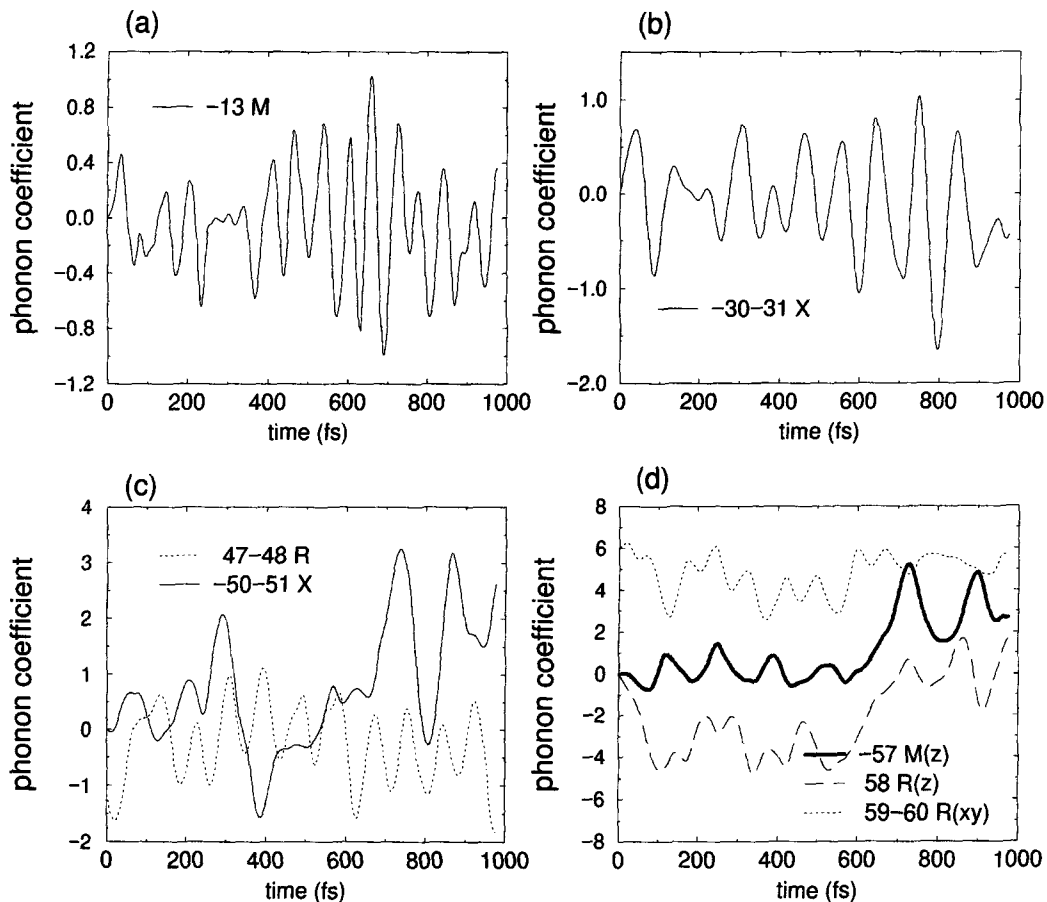 (a)
phonon coefficient
1.2
0.8
0.4
0.0
−0.4
−0.8
−1.2
−13 M
0 200 400 600 800 1000
time (fs)
(b)
phonon coefficient
1.0
0.0
−1.0
−2.0
−30−31 X
0 200 400 600 800 1000
time (fs)
(c)
phonon coefficient
4
3
2
1
0
−1
−2
47−48 R
−50−51 X
0 200 400 600 800 1000
time (fs)
(d)
phonon coefficient
8
6
4
2
0
−2
−4
−6
−8
−57 M(z)
58 R(z)
59−60 R(xy)
0 200 400 600 800 1000
time (fs)